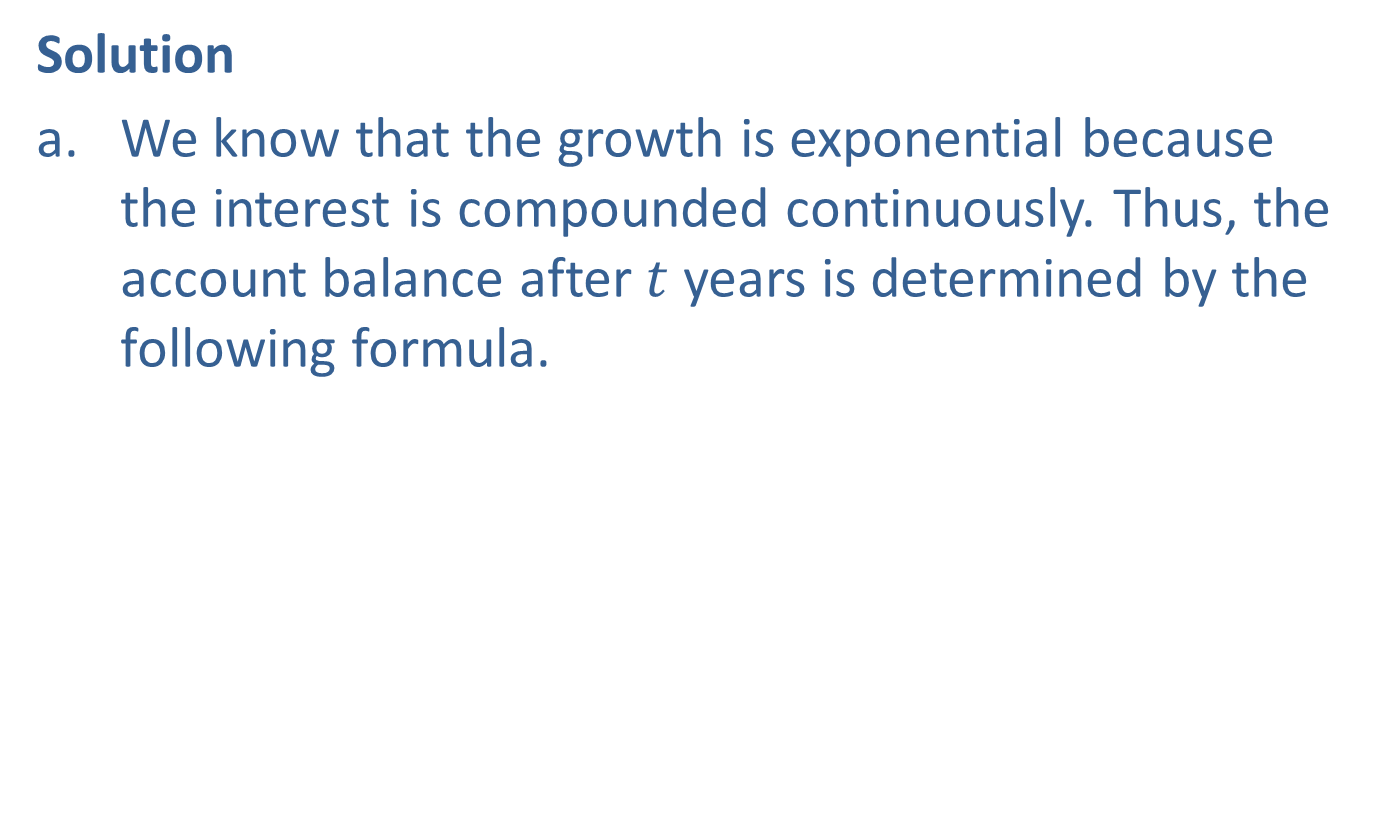 Solution
a. We know that the growth is exponential because
the interest is compounded continuously. Thus, the
account balance after t years is determined by the
following formula.